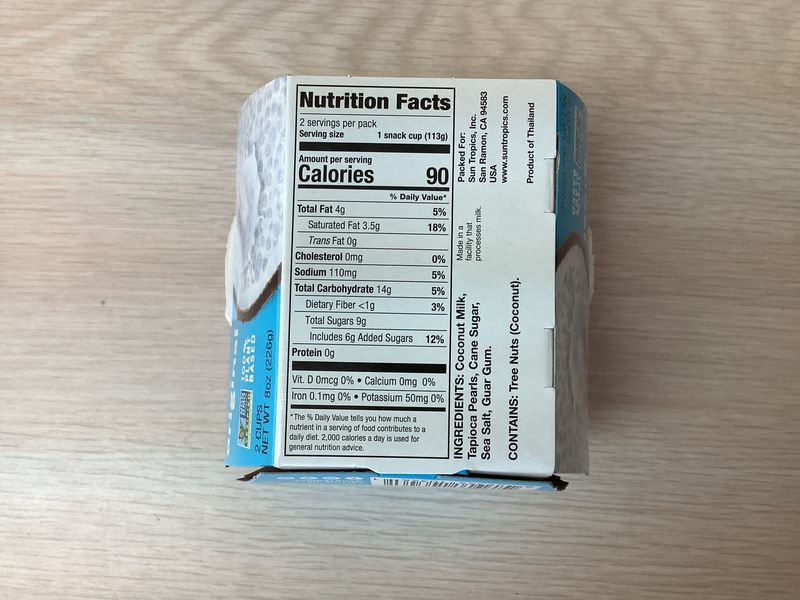 Nutrition Facts
2 servings per pack
Serving size 1 snack cup (113g)
Amount per serving
Calories 90
% Daily Value*
Total Fat 4g 5%
Saturated Fat 3.5g 18%
Trans Fat 0g
Cholesterol 0mg 0%
Sodium 110mg 5%
Total Carbohydrate 14g 5%
Dietary Fiber <1g 3%
Total Sugars 9g
Includes 6g Added Sugars 12%
Protein 0g
Vit. D 0mcg 0% • Calcium 0mg 0%
Iron 0.1mg 0% • Potassium 50mg 0%
*The % Daily Value tells you how much a
nutrient in a serving of food contributes to a
daily diet. 2,000 calories a day is used for
general nutrition advice.
INGREDIENTS: Coconut Milk,
Tapioca Pearls, Cane Sugar,
Sea Salt, Guar Gum.
CONTAINS: Tree Nuts (Coconut).
Made in a
facility that
processes milk.
Packed For:
Sun Tropics, Inc.
San Ramon, CA 94583
USA
www.suntropics.com
Product of Thailand
100%
PLANT
BASED
2 CUPS
NET WT 8oz (226g)